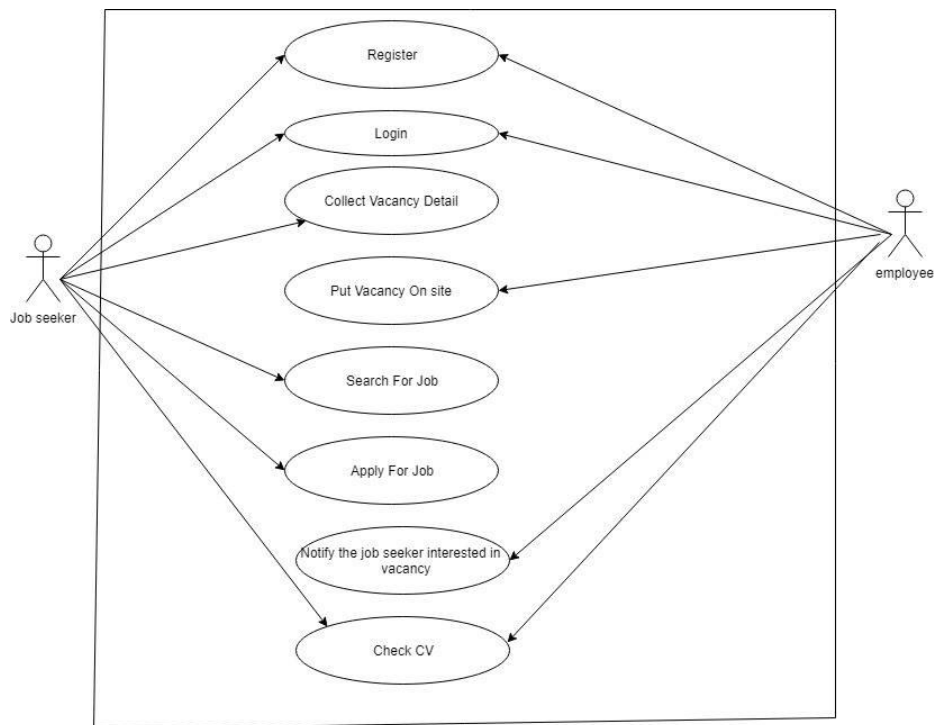 Register
Login
Collect Vacancy Detail
Put Vacancy On site
employee
Job seeker
Search For Job
Apply For Job
Notify the job seeker interested in
vacancy
Check CV